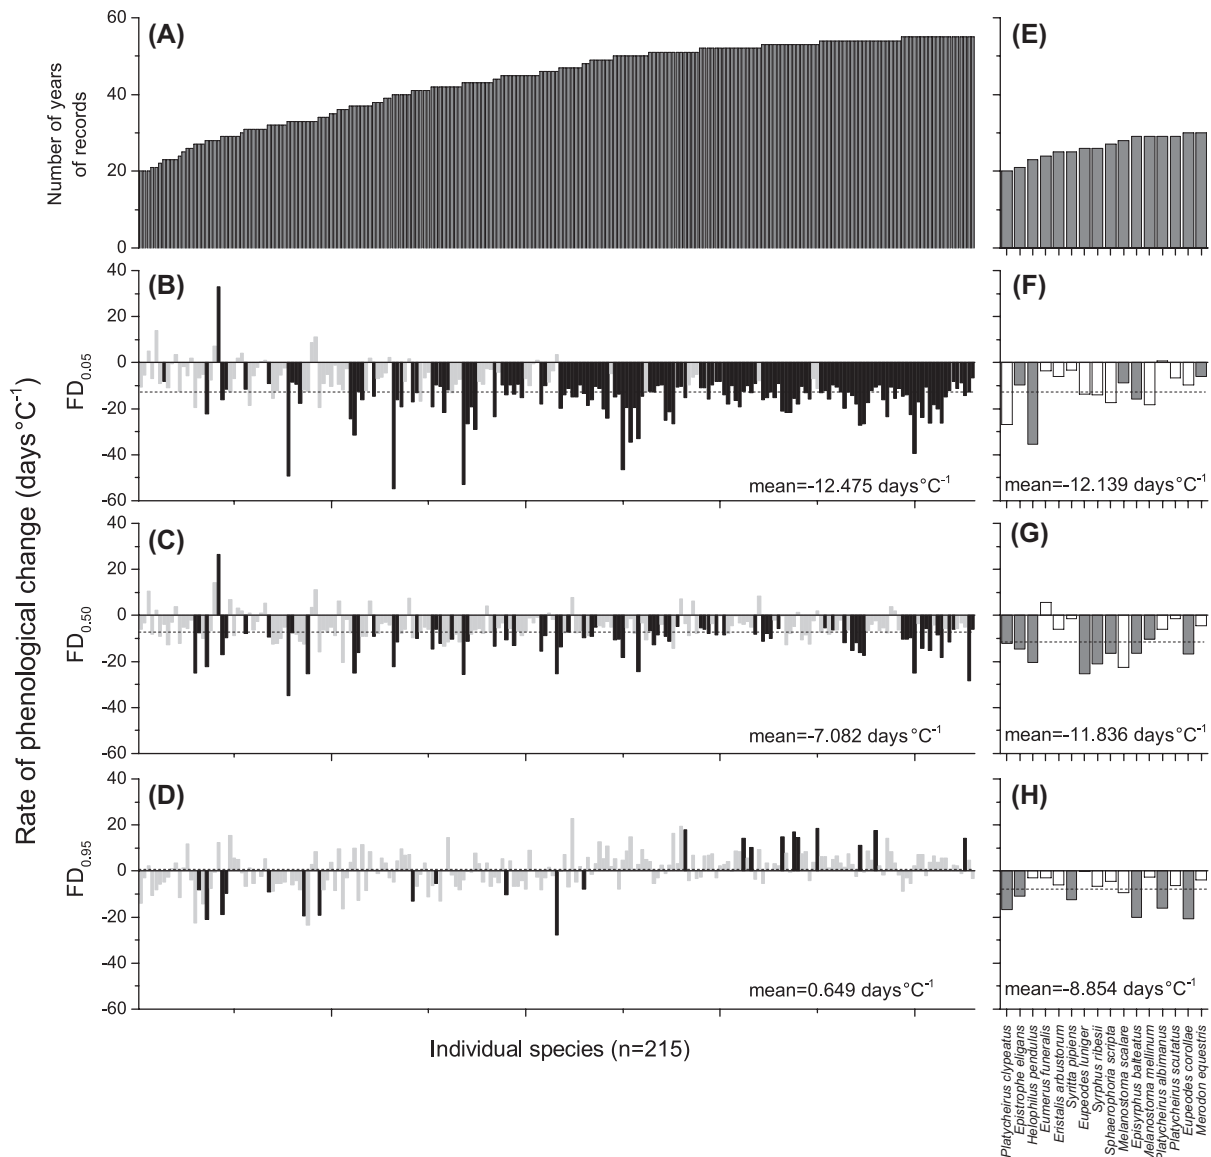 (A)
(E)
60
40
20
0
Number of years
of records
(B)
(F)
40
20
0
-20
-40
-60
FD0.05
mean=-12.475 days°C-1
mean=-12.139 days°C-1
(C)
(G)
40
20
0
-20
-40
-60
FD0.50
mean=-7.082 days°C-1
mean=-11.836 days°C-1
(D)
(H)
40
20
0
-20
-40
-60
FD0.95
mean=0.649 days°C-1
mean=-8.854 days°C-1
Rate of phenological change (days°C-1)
Individual species (n=215)
Platycheirus clypeatus
Epistrophe eligans
Helophilus pendulus
Eumerus funeralis
Eristalis arbustorum
Syritta pipiens
Eupeodes luniger
Syrphus ribesii
Sphaerophoria scripta
Melanostoma scalare
Episyrphus balteatus
Melanostoma mellinum
Platycheirus albimanus
Platycheirus scutatus
Eupeodes corollae
Merodon equestris